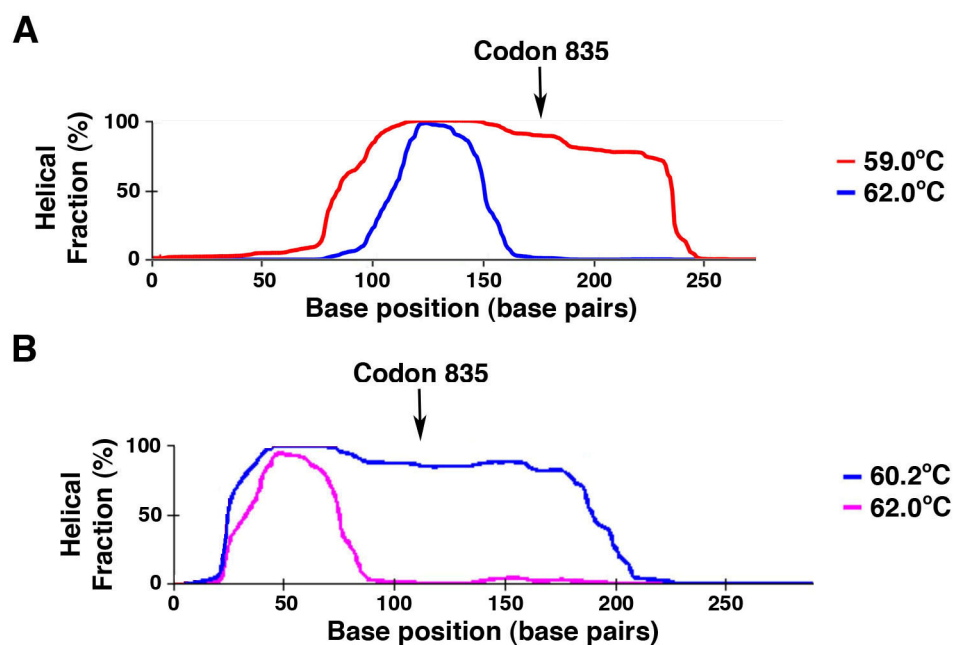 A
Codon 835
Helical
Fraction (%)
100
50
0
0 50 100 150 200 250
Base position (base pairs)
59.0°C
62.0°C
B
Codon 835
Helical
Fraction (%)
100
50
0
0 50 100 150 200 250
Base position (base pairs)
60.2°C
62.0°C